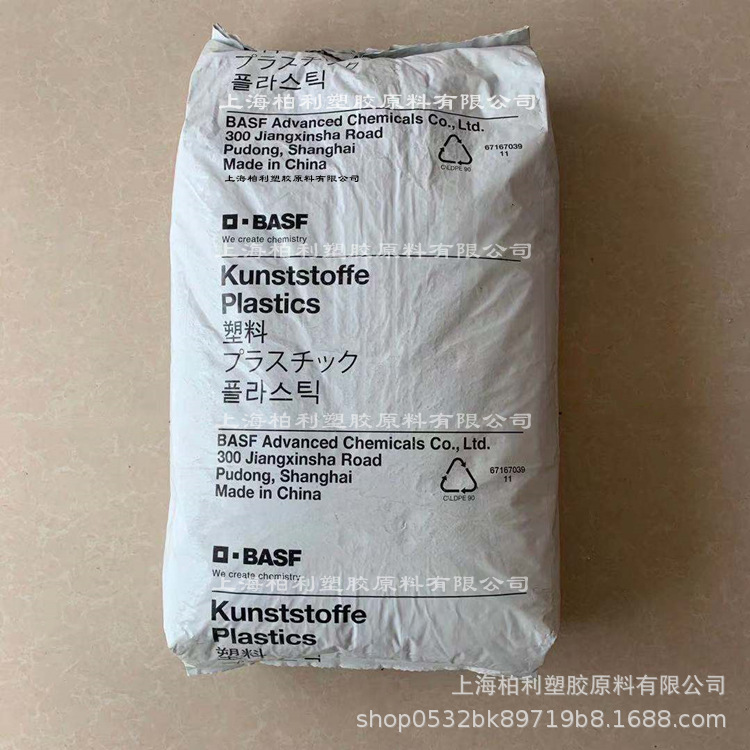 プラスチック
플라스틱
上海柏利塑胶原料有限公司
BASF Advanced Chemicals Co., Ltd.
300 Jiangxinsha Road
Pudong, Shanghai
Made in China
上海柏利塑胶原料有限公司
C\LDPE 90
67167039
11
BASF
We create chemistry
上海柏利塑胶原料有限公司
Kunststoffe
Plastics
塑料
プラスチック
플라스틱
上海柏利塑胶原料有限公司
BASF Advanced Chemicals Co., Ltd.
300 Jiangxinsha Road
Pudong, Shanghai
Made in China
C\LDPE 90
67167039
11
BASF
We create chemistry
上海柏利塑胶原料有限公司
Kunststoffe
Plastics
塑料
上海柏利塑胶原料有限公司
shop0532bk89719b8.1688.com